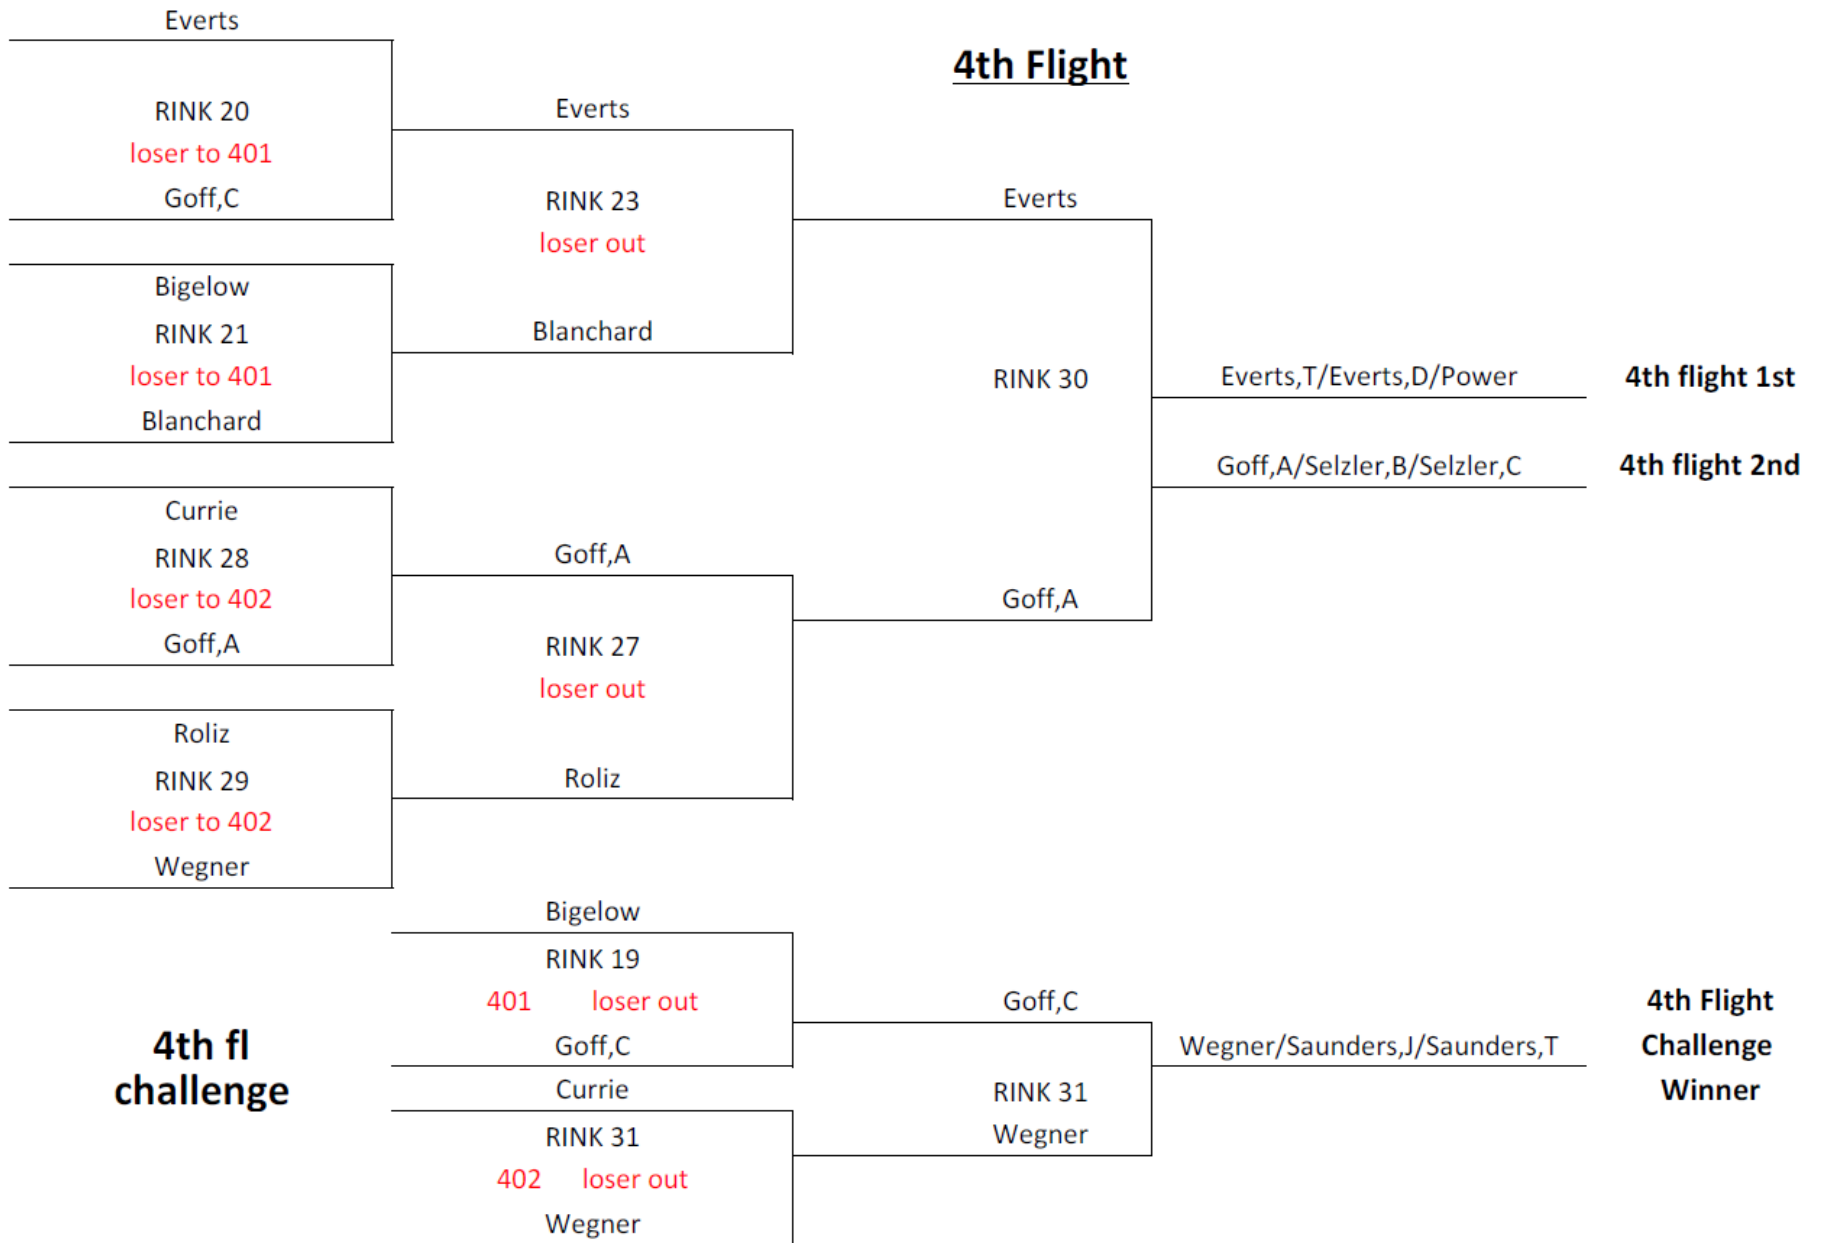 Everts
4th Flight
RINK 20
Everts
loser to 401
Goff,C
RINK 23
Everts
loser out
Bigelow
RINK 21
Blanchard
loser to 401
RINK 30
Everts,T/Everts,D/Power
4th flight 1st
Blanchard
Goff,A/Selzler,B/Selzler,C
4th flight 2nd
Currie
RINK 28
Goff,A
loser to 402
Goff,A
Goff,A
RINK 27
loser out
Roliz
RINK 29
Roliz
loser to 402
Wegner
Bigelow
RINK 19
401 loser out
Goff,C
4th Flight
4th fl
challenge
Goff,C
Wegner/Saunders,J/Saunders,T
Challenge
Currie
RINK 31
Winner
RINK 31
Wegner
402 loser out
Wegner